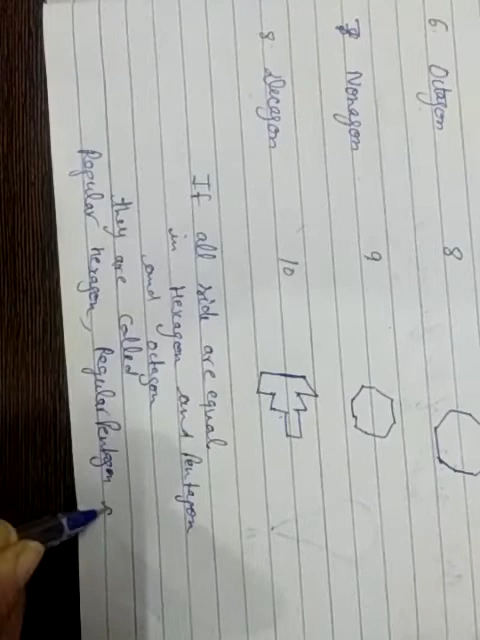 6. Octagon 8
7 Nonagon 9
8. Decagon 10
If all side are equal
in Hexagon and Pentagon
and octagon
they are called
Regular hexagon, Regular Pentagon